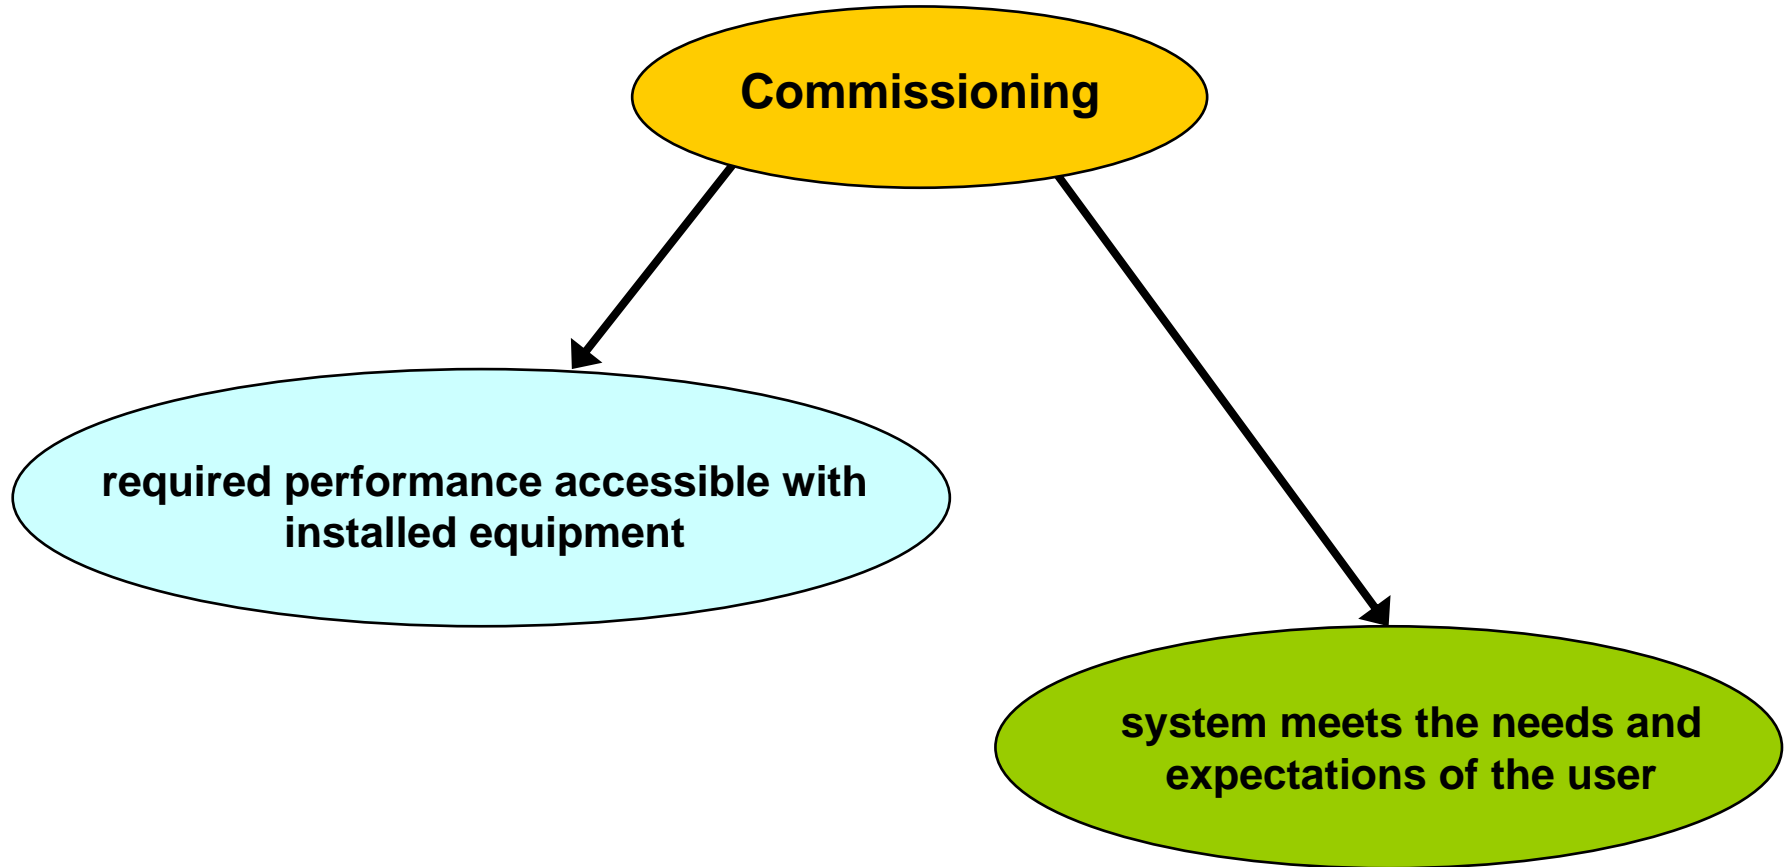 Commissioning
required performance accessible with
installed equipment
system meets the needs and
expectations of the user